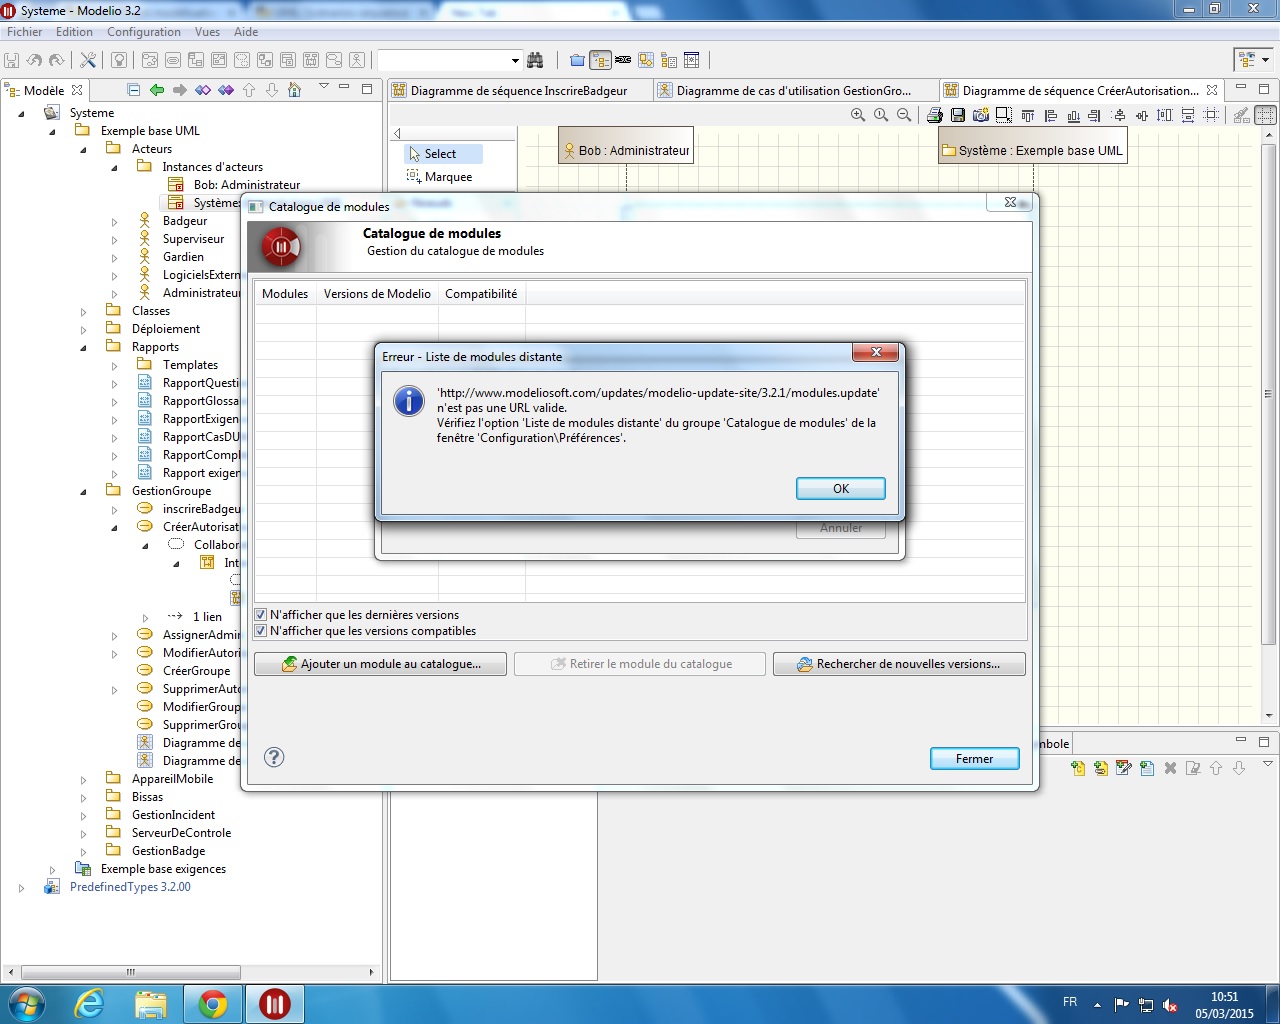 Systeme - Modelio 3.2
Fichier Edition Configuration Vues Aide
Modèle
Systeme
Exemple base UML
Acteurs
Instances d'acteurs
Bob: Administrateur
Système:
Badgeur
Superviseur
Gardien
LogicielsExtern
Administrateu
Classes
Déploiement
Rapports
Templates
RapportQuesti
RapportGlossa
RapportExigen
RapportCasDU
RapportCompl
Rapport exigen
GestionGroupe
inscrireBadgeu
CréerAutorisat
Collabor
Int
1 lien
AssignerAdmin
ModifierAutori
CréerGroupe
SupprimerAuto
ModifierGroup
SupprimerGrou
Diagramme de
Diagramme de
AppareilMobile
Bissas
GestionIncident
ServeurDeControle
GestionBadge
Exemple base exigences
PredefinedTypes 3.2.00
Diagramme de séquence InscrireBadgeur
Diagramme de cas d'utilisation GestionGro...
Diagramme de séquence CréerAutorisation...
Select
Marquee
Bob : Administrateur
Système : Exemple base UML
Catalogue de modules
Catalogue de modules
Gestion du catalogue de modules
Modules Versions de Modelio Compatibilité
Erreur - Liste de modules distante
'http://www.modeliosoft.com/updates/modelio-update-site/3.2.1/modules.update'
n'est pas une URL valide.
Vérifiez l'option 'Liste de modules distante' du groupe 'Catalogue de modules' de la
fenêtre 'Configuration\Préférences'.
OK
Annuler
N'afficher que les dernières versions
N'afficher que les versions compatibles
Ajouter un module au catalogue...
Retirer le module du catalogue
Rechercher de nouvelles versions...
Fermer
mbole
FR
10:51
05/03/2015